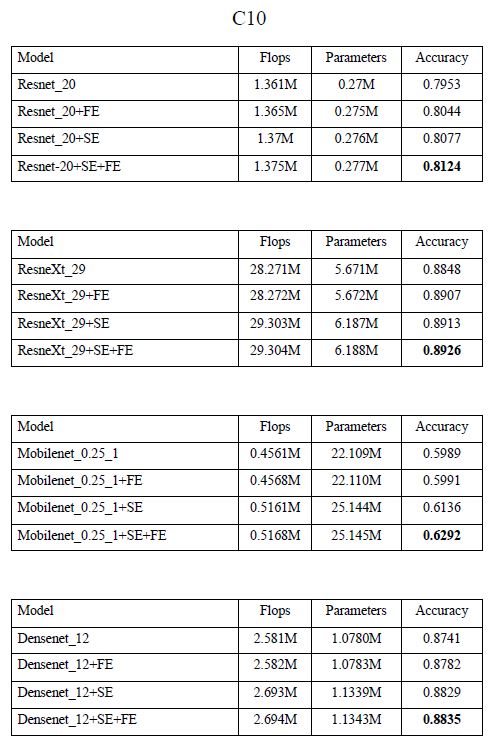 C10
Model Flops Parameters Accuracy
Resnet_20 1.361M 0.27M 0.7953
Resnet_20+FE 1.365M 0.275M 0.8044
Resnet_20+SE 1.37M 0.276M 0.8077
Resnet-20+SE+FE 1.375M 0.277M 0.8124
Model Flops Parameters Accuracy
ResneXt_29 28.271M 5.671M 0.8848
ResneXt_29+FE 28.272M 5.672M 0.8907
ResneXt_29+SE 29.303M 6.187M 0.8913
ResneXt_29+SE+FE 29.304M 6.188M 0.8926
Model Flops Parameters Accuracy
Mobilenet_0.25_1 0.4561M 22.109M 0.5989
Mobilenet_0.25_1+FE 0.4568M 22.110M 0.5991
Mobilenet_0.25_1+SE 0.5161M 25.144M 0.6136
Mobilenet_0.25_1+SE+FE 0.5168M 25.145M 0.6292
Model Flops Parameters Accuracy
Densenet_12 2.581M 1.0780M 0.8741
Densenet_12+FE 2.582M 1.0783M 0.8782
Densenet_12+SE 2.693M 1.1339M 0.8829
Densenet_12+SE+FE 2.694M 1.1343M 0.8835